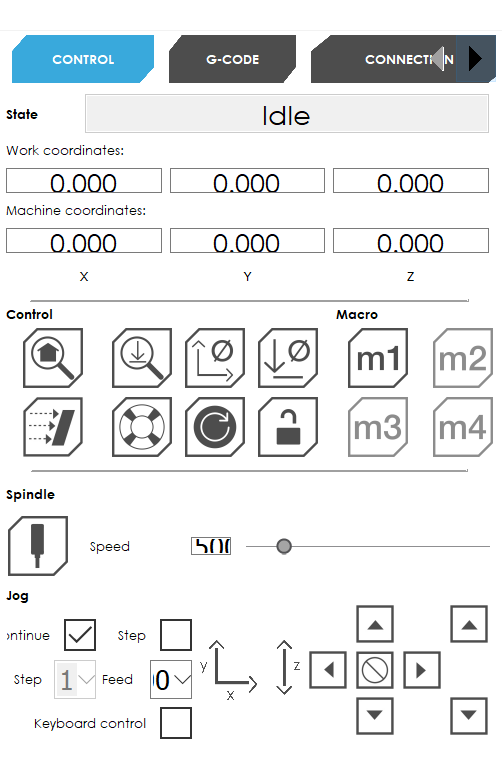 CONTROL G-CODE CONNECTION
State Idle
Work coordinates:
0.000 0.000 0.000
Machine coordinates:
0.000 0.000 0.000
X Y Z
Control Macro
m1 m2
m3 m4
Spindle
Speed 500
Jog
ontinue Step
Step 1 Feed 0
y x z
Keyboard control